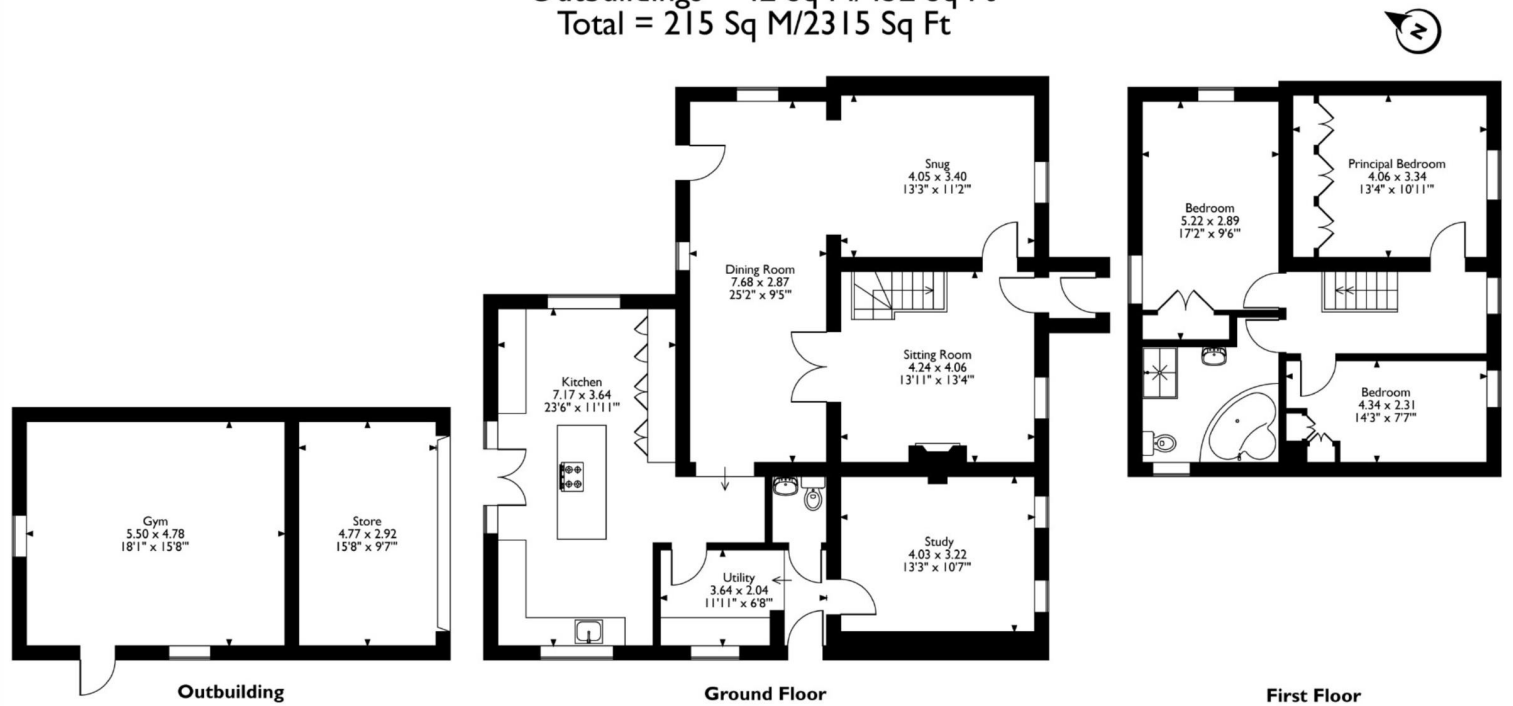 Total = 215 Sq M/2315 Sq Ft
N
Snug
4.05 x 3.40
13'3" x 11'2"
Principal Bedroom
4.06 x 3.34
13'4" x 10'11"
Bedroom
5.22 x 2.89
17'2" x 9'6"
Dining Room
7.68 x 2.87
25'2" x 9'5"
Sitting Room
4.24 x 4.06
13'11" x 13'4"
Kitchen
7.17 x 3.64
23'6" x 11'11"
Bedroom
4.34 x 2.31
14'3" x 7'7"
Gym
5.50 x 4.78
18'1" x 15'8"
Store
4.77 x 2.92
15'8" x 9'7"
Study
4.03 x 3.22
13'3" x 10'7"
Utility
3.64 x 2.04
11'11" x 6'8"
Outbuilding
Ground Floor
First Floor